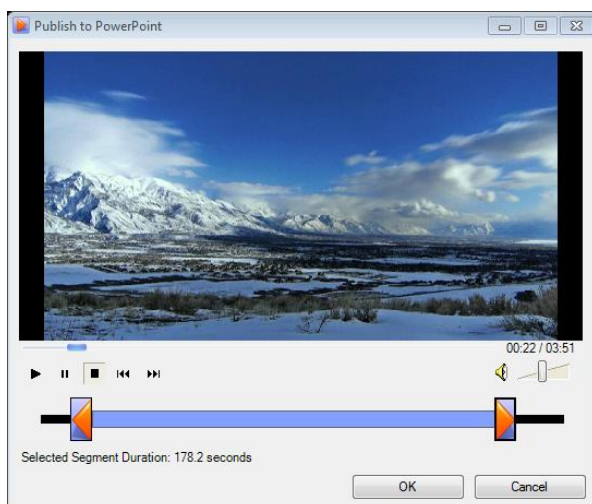 Publish to PowerPoint
00:22 / 03:51
Selected Segment Duration: 178.2 seconds
OK
Cancel